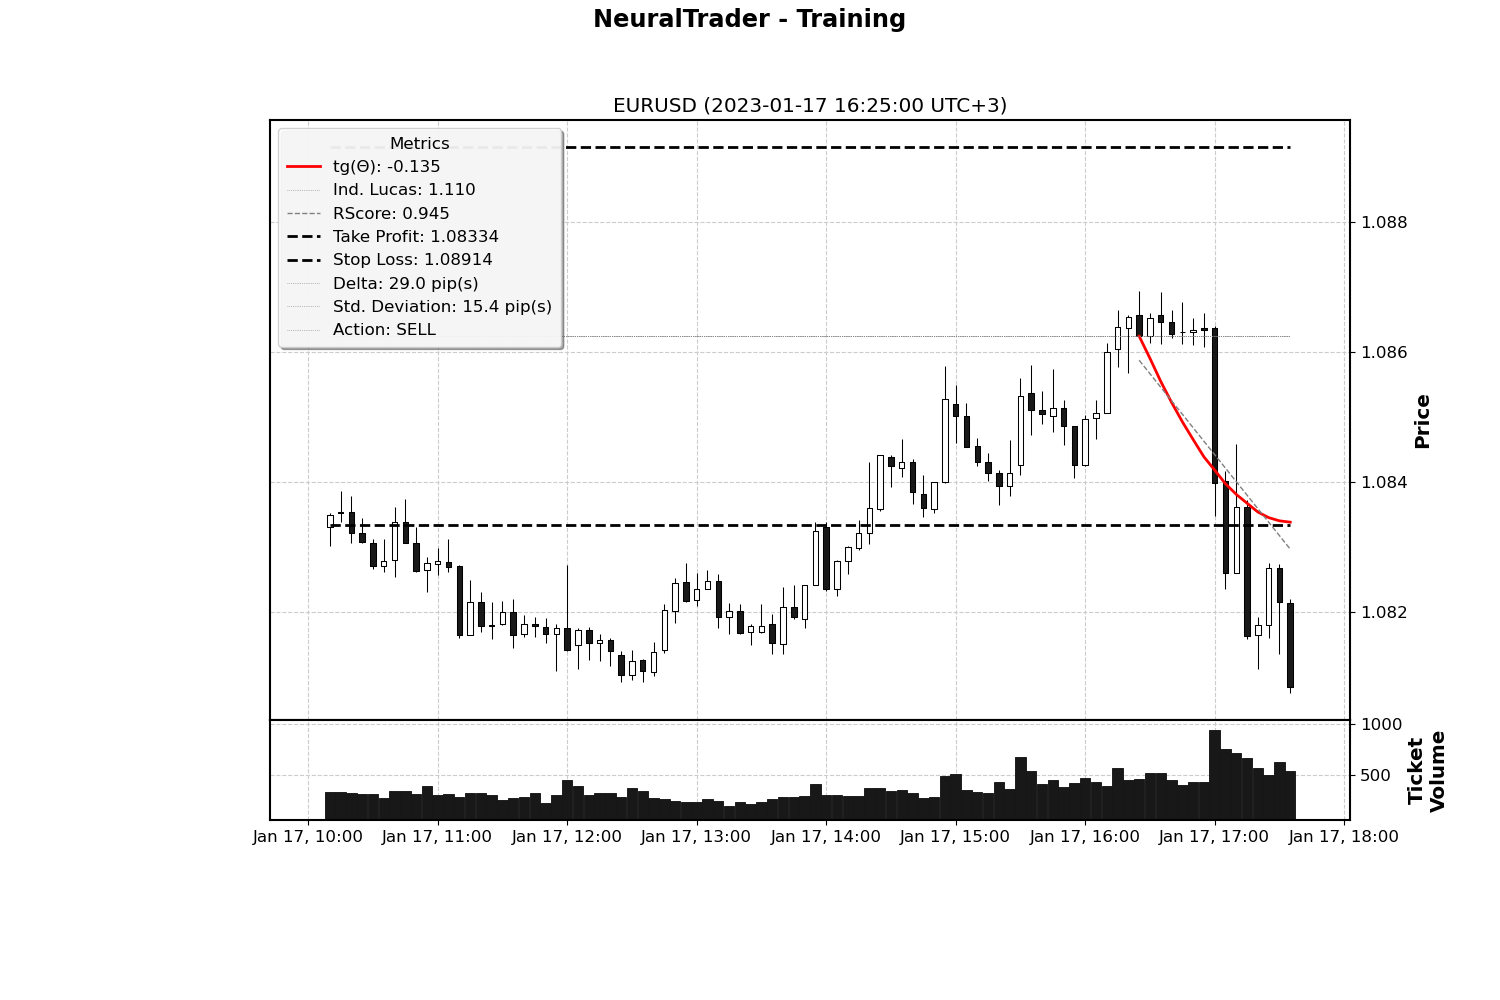 NeuralTrader - Training
EURUSD (2023-01-17 16:25:00 UTC+3)
Metrics
tg(Θ): -0.135
Ind. Lucas: 1.110
RScore: 0.945
Take Profit: 1.08334
Stop Loss: 1.08914
Delta: 29.0 pip(s)
Std. Deviation: 15.4 pip(s)
Action: SELL
1.088
1.086
1.084
1.082
Price
1000
500
Ticket
Volume
Jan 17, 10:00
Jan 17, 11:00
Jan 17, 12:00
Jan 17, 13:00
Jan 17, 14:00
Jan 17, 15:00
Jan 17, 16:00
Jan 17, 17:00
Jan 17, 18:00